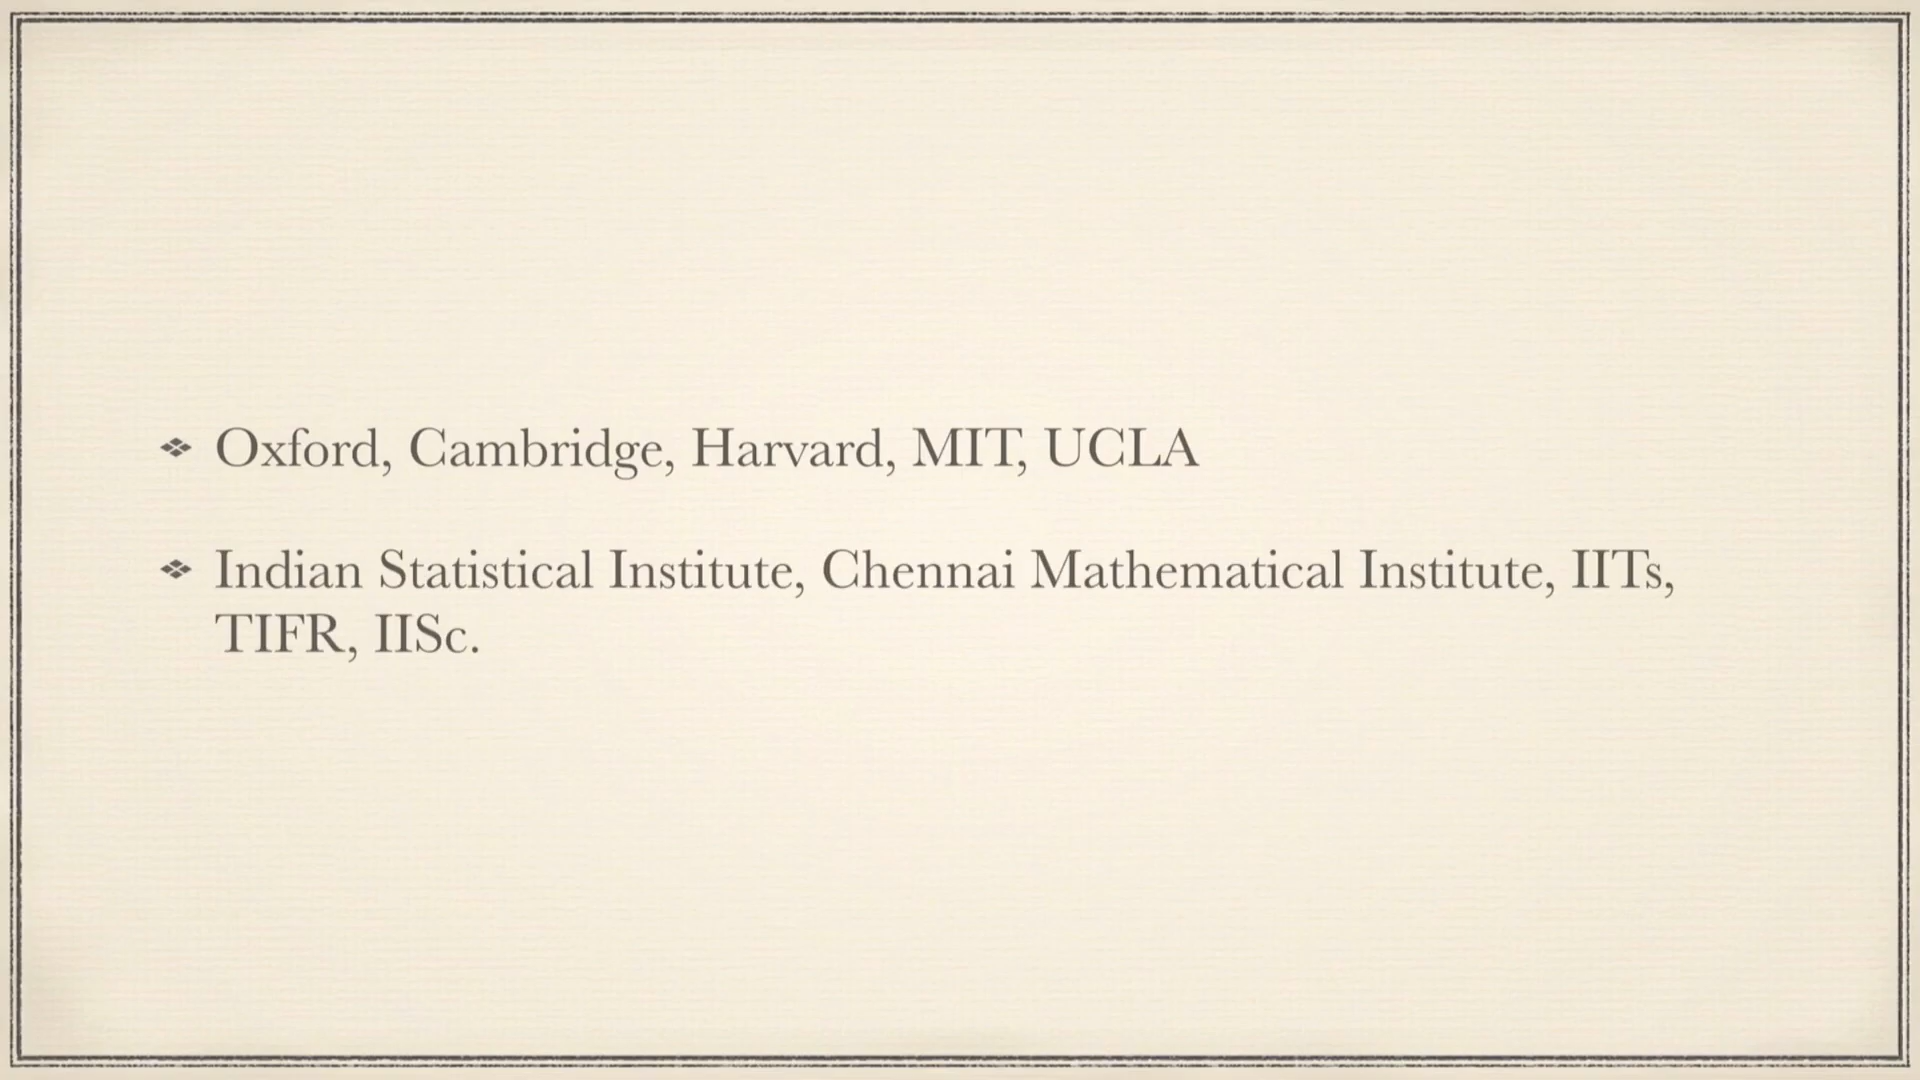 Oxford, Cambridge, Harvard, MIT, UCLA
Indian Statistical Institute, Chennai Mathematical Institute, IITs,
TIFR, IISc.